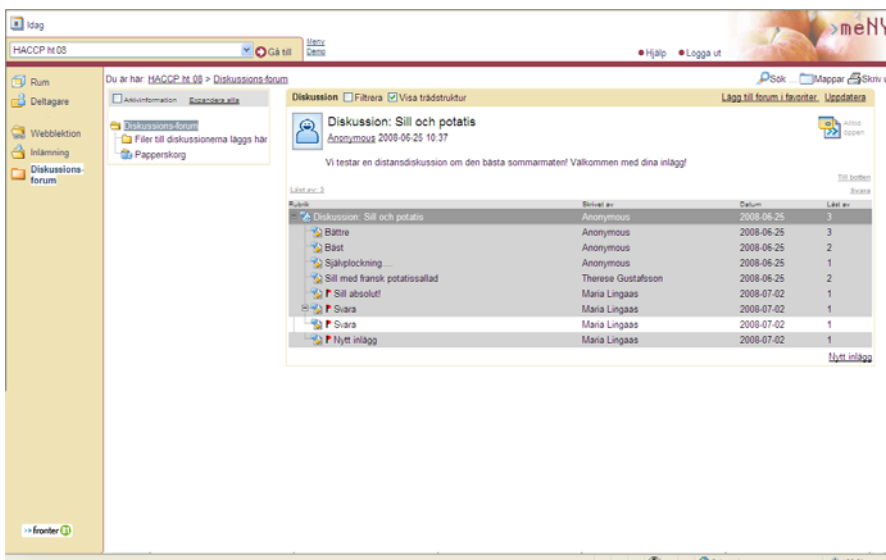 Idag
HACCP ht 08
Gå till
Meny
Demo
Hjälp
Logga ut
>meNY
Rum
Deltagare
Webblektion
Inlämning
Diskussions-
forum
Du är här: HACCP ht 08 > Diskussions-forum
Sök
Mappar
Skriv u
Arkivinformation Expandera alla
Diskussions-forum
Filer till diskussionerna läggs här
Papperskorg
Diskussion Filtrera Visa trådstruktur
Lägg till forum i favoriter Uppdatera
Diskussion: Sill och potatis
Anonymous 2008-06-25 10:37
Alltid
öppen
Vi testar en distansdiskussion om den bästa sommarmaten! Välkommen med dina inlägg!
Till botten
Läst av: 3
Svara
Rubrik Skrivet av Datum Läst av
Diskussion: Sill och potatis Anonymous 2008-06-25 3
Bättre Anonymous 2008-06-25 3
Bäst Anonymous 2008-06-25 2
Självplockning.... Anonymous 2008-06-25 1
Sill med fransk potatissallad Therese Gustafsson 2008-06-25 2
Sill absolut! Maria Lingaas 2008-07-02 1
Svara Maria Lingaas 2008-07-02 1
Svara Maria Lingaas 2008-07-02 1
Nytt inlägg Maria Lingaas 2008-07-02 1
Nytt inlägg
fronter